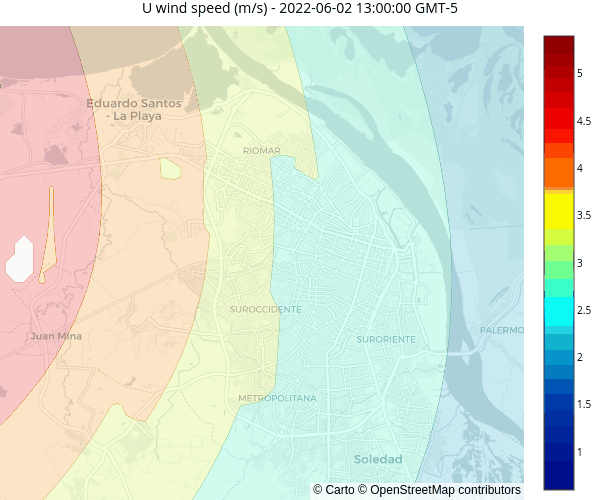 U wind speed (m/s) - 2022-06-02 13:00:00 GMT-5
Eduardo Santos
- La Playa
RIOMAR
SUROCCIDENTE
Juan Mina
SURORIENTE
PALERMO
METROPOLITANA
Soledad
© Carto © OpenStreetMap contributors
5
4.5
4
3.5
3
2.5
2
1.5
1